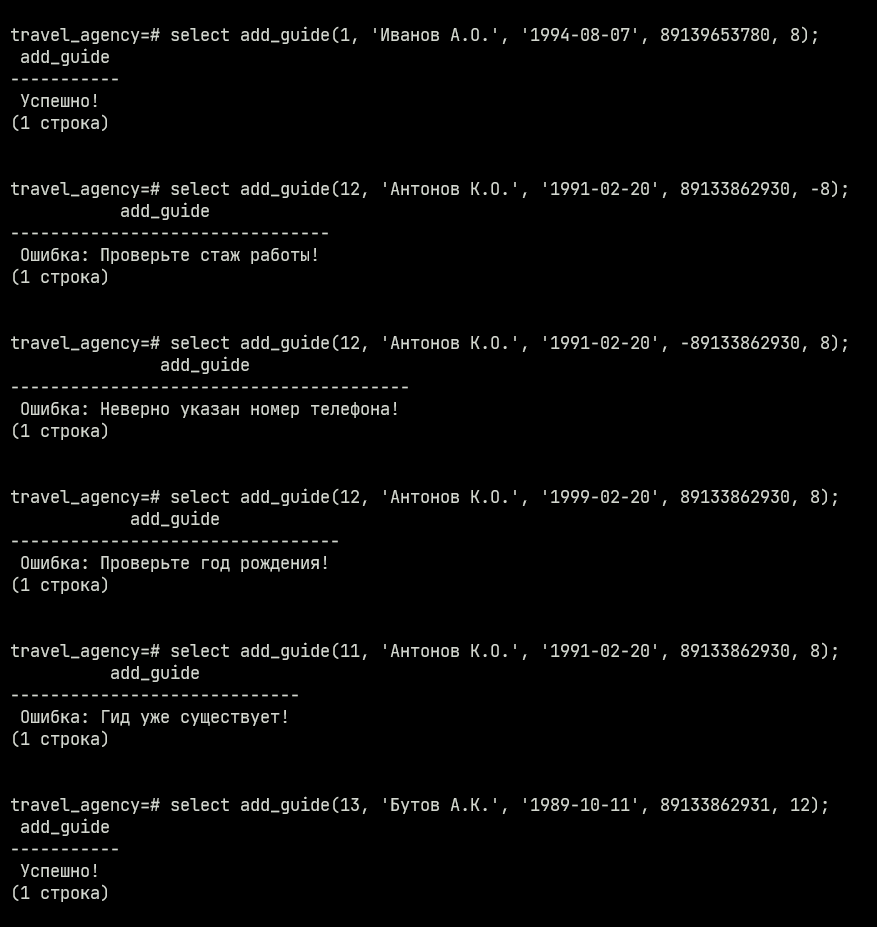 travel_agency=# select add_guide(1, 'Иванов А.О.', '1994-08-07', 89139653780, 8);
 add_guide
-----------
 Успешно!
(1 строка)
travel_agency=# select add_guide(12, 'Антонов К.О.', '1991-02-20', 89133862930, -8);
           add_guide
--------------------------------
 Ошибка: Проверьте стаж работы!
(1 строка)
travel_agency=# select add_guide(12, 'Антонов К.О.', '1991-02-20', -89133862930, 8);
               add_guide
----------------------------------------
 Ошибка: Неверно указан номер телефона!
(1 строка)
travel_agency=# select add_guide(12, 'Антонов К.О.', '1999-02-20', 89133862930, 8);
            add_guide
---------------------------------
 Ошибка: Проверьте год рождения!
(1 строка)
travel_agency=# select add_guide(11, 'Антонов К.О.', '1991-02-20', 89133862930, 8);
          add_guide
-----------------------------
 Ошибка: Гид уже существует!
(1 строка)
travel_agency=# select add_guide(13, 'Бутов А.К.', '1989-10-11', 89133862931, 12);
 add_guide
-----------
 Успешно!
(1 строка)